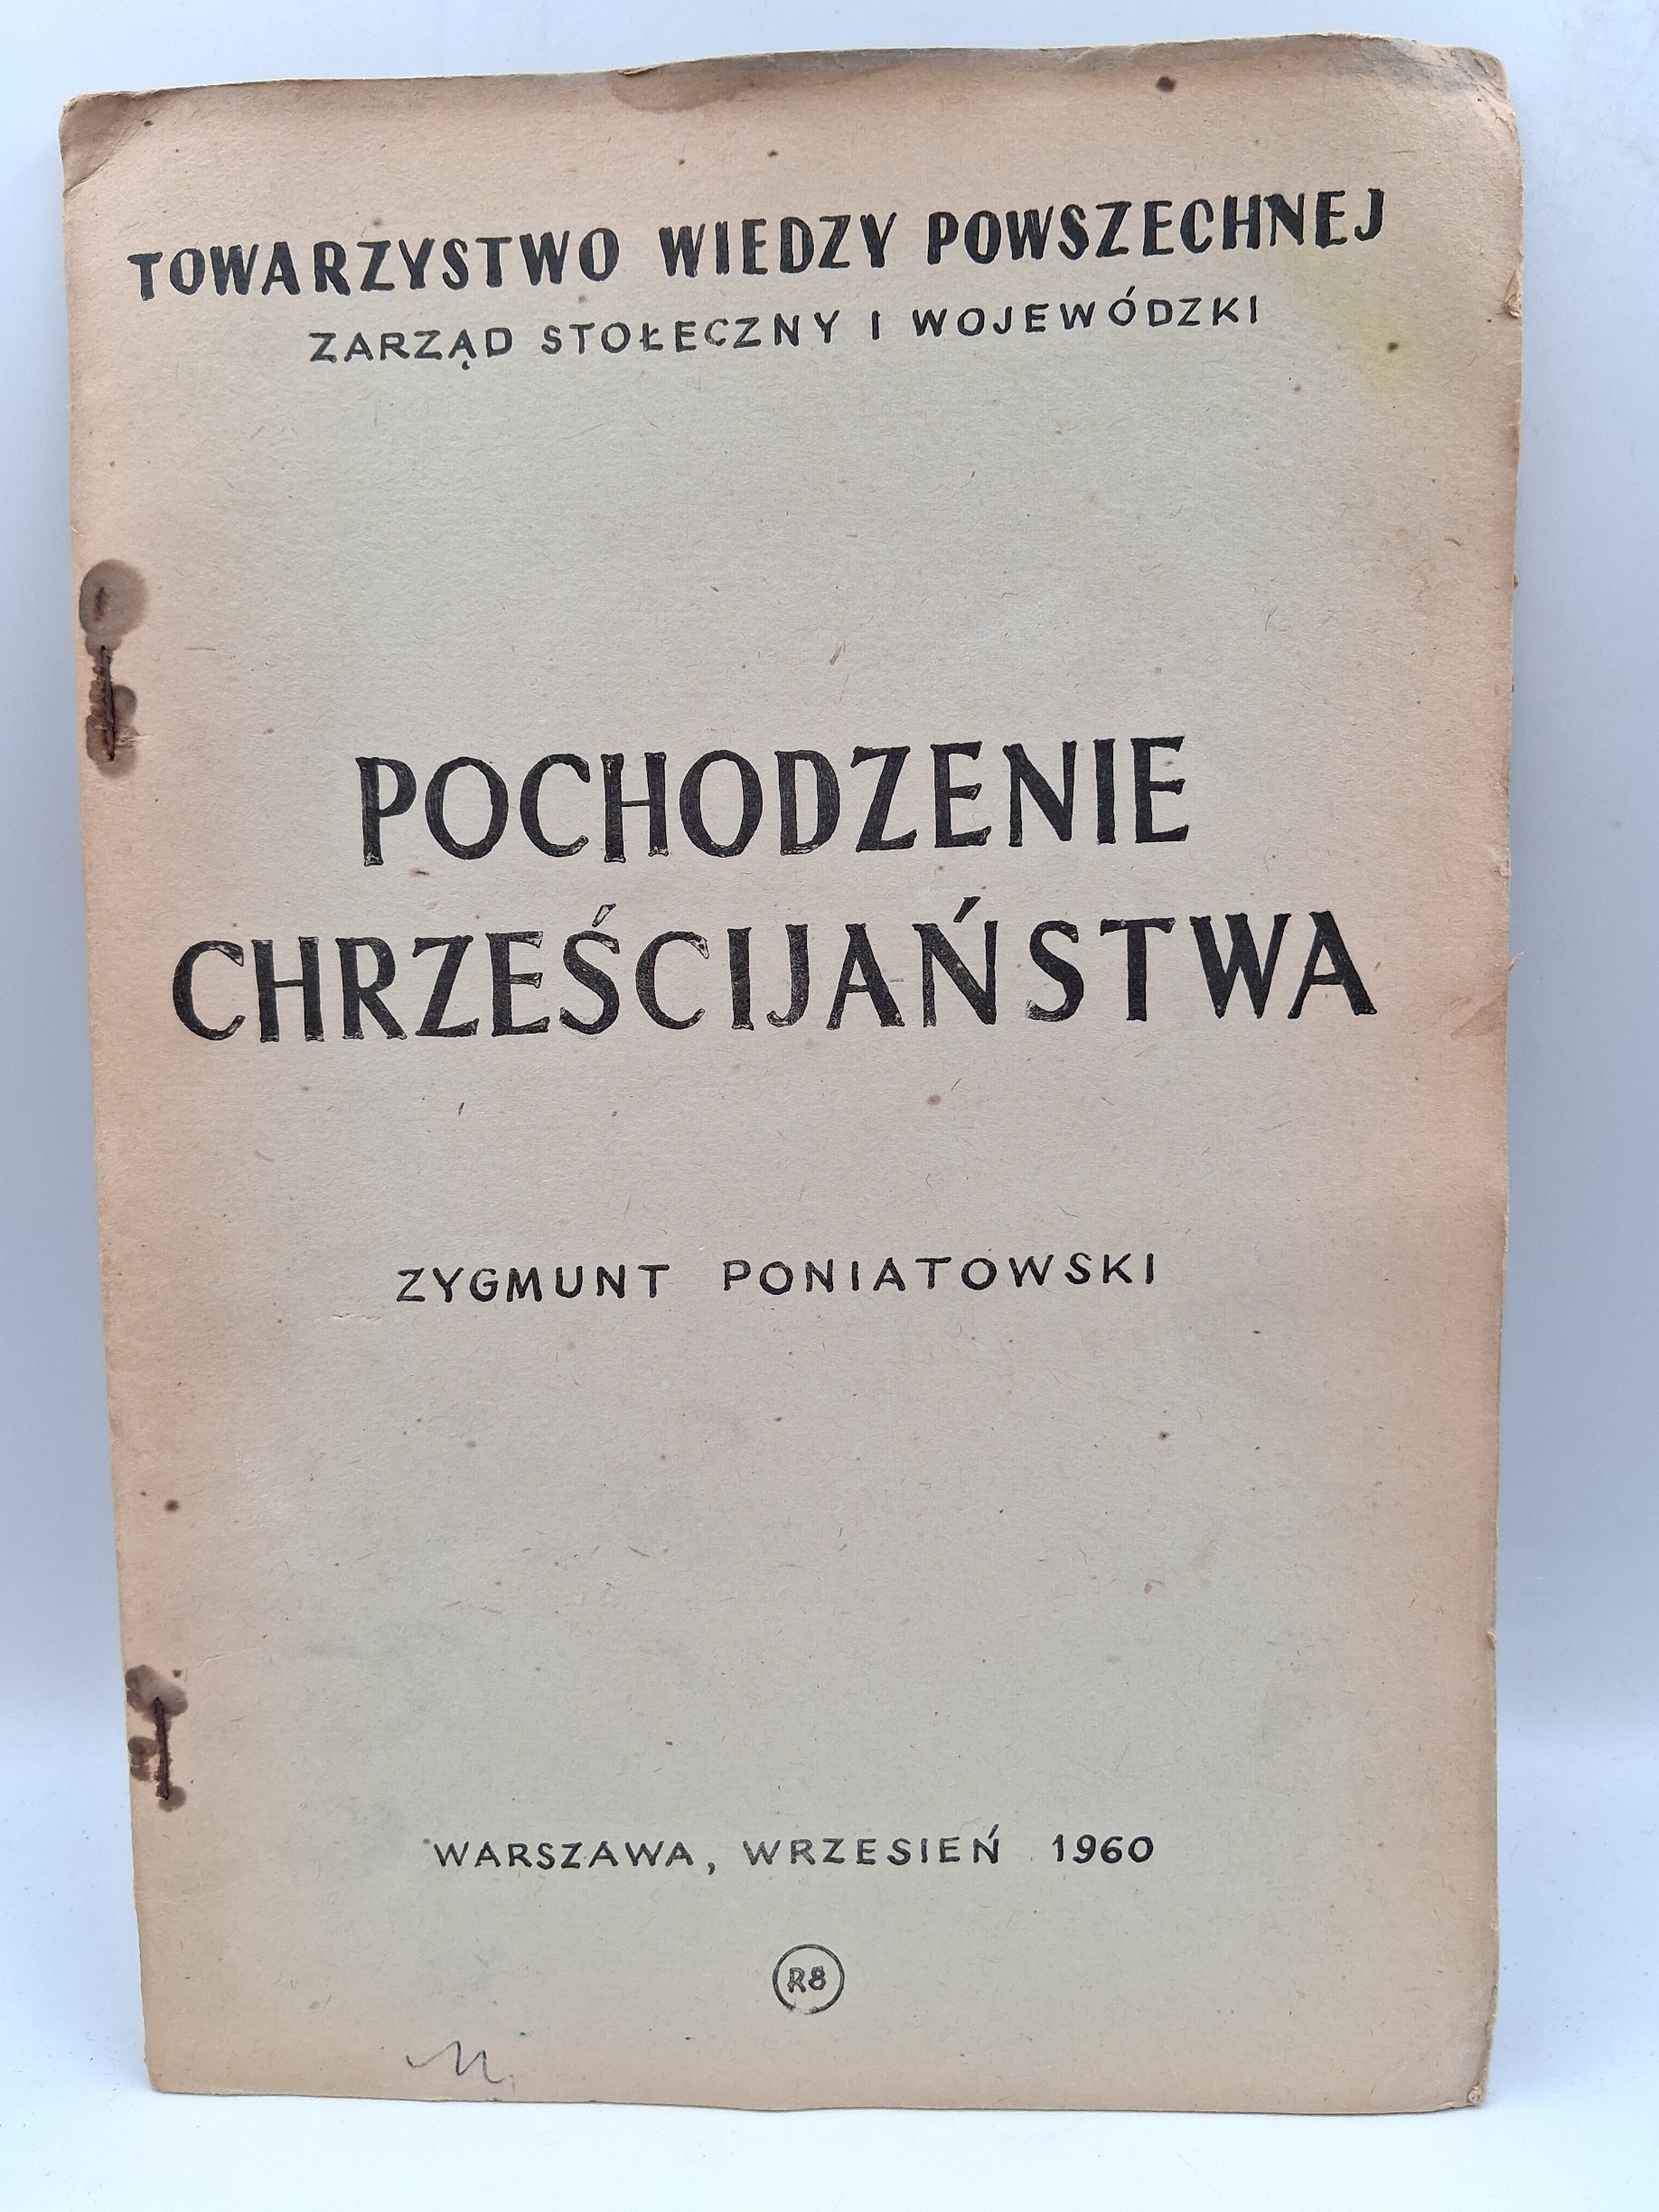 TOWARZYSTWO WIEDZY POWSZECHNEJ
ZARZĄD STOŁECZNY I WOJEWÓDZKI
POCHODZENIE
CHRZEŚCIJAŃSTWA
ZYGMUNT PONIATOWSKI
WARSZAWA, WRZESIEŃ 1960
R8